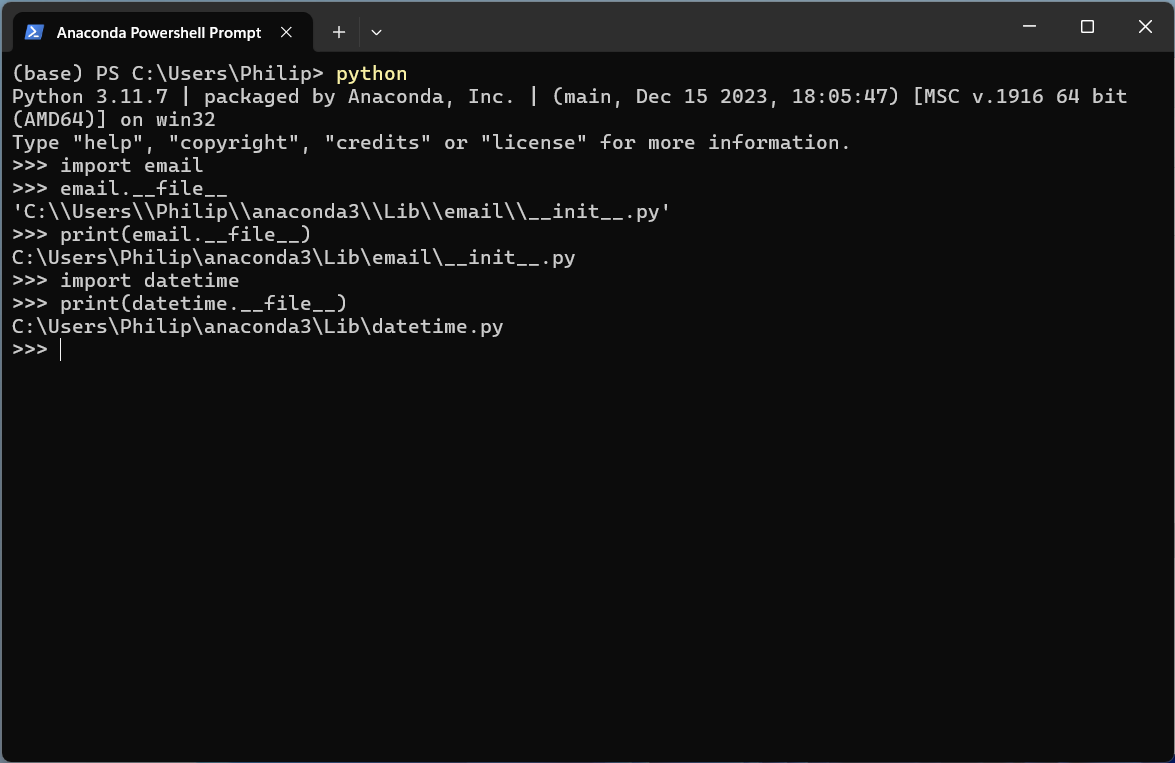 Anaconda Powershell Prompt
(base) PS C:\Users\Philip> python
Python 3.11.7 | packaged by Anaconda, Inc. | (main, Dec 15 2023, 18:05:47) [MSC v.1916 64 bit
(AMD64)] on win32
Type "help", "copyright", "credits" or "license" for more information.
>>> import email
>>> email.__file__
'C:\\Users\\Philip\\anaconda3\\Lib\\email\\__init__.py'
>>> print(email.__file__)
C:\Users\Philip\anaconda3\Lib\email\__init__.py
>>> import datetime
>>> print(datetime.__file__)
C:\Users\Philip\anaconda3\Lib\datetime.py
>>>